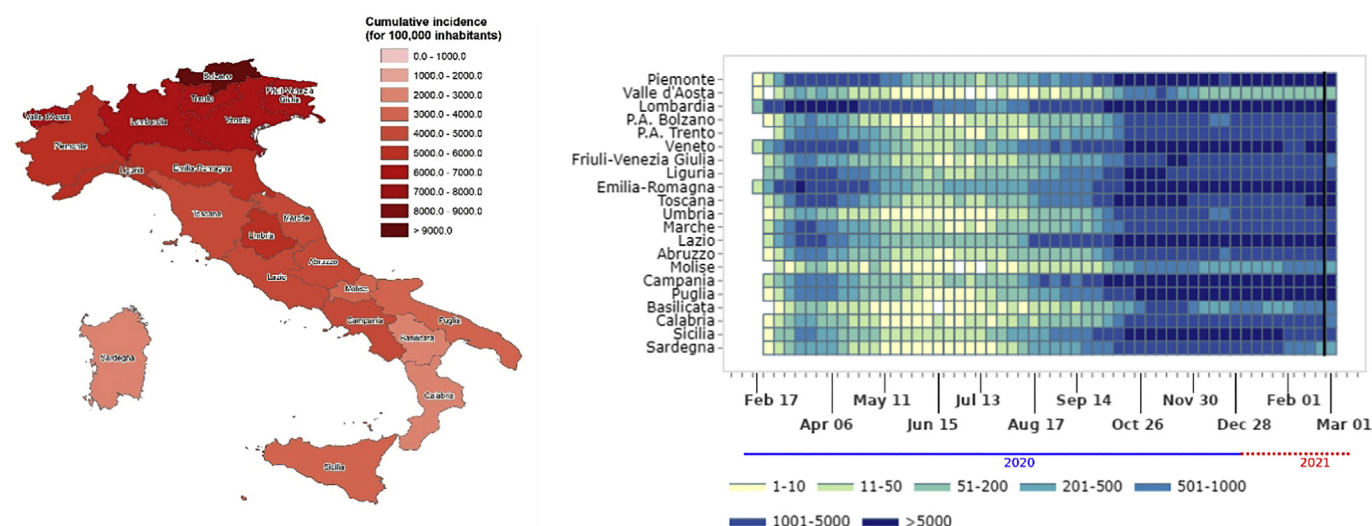 Cumulative incidence
(for 100,000 inhabitants)
0.0 - 1000.0
1000.0 - 2000.0
2000.0 - 3000.0
3000.0 - 4000.0
4000.0 - 5000.0
5000.0 - 6000.0
6000.0 - 7000.0
7000.0 - 8000.0
8000.0 - 9000.0
> 9000.0
Bolzano
Trento
Friuli Venezia
Giulia
Valle d'Aosta
Lombardia
Veneto
Piemonte
Liguria
Emilia-Romagna
Toscana
Marche
Umbria
Abruzzo
Lazio
Molise
Campania
Puglia
Basilicata
Sardegna
Calabria
Sicilia
Piemonte
Valle d'Aosta
Lombardia
P.A. Bolzano
P.A. Trento
Veneto
Friuli-Venezia Giulia
Liguria
Emilia-Romagna
Toscana
Umbria
Marche
Lazio
Abruzzo
Molise
Campania
Puglia
Basilicata
Calabria
Sicilia
Sardegna
Feb 17 May 11 Jul 13 Sep 14 Nov 30 Feb 01
Apr 06 Jun 15 Aug 17 Oct 26 Dec 28 Mar 01
2020 2021
1-10 11-50 51-200 201-500 501-1000
1001-5000 >5000